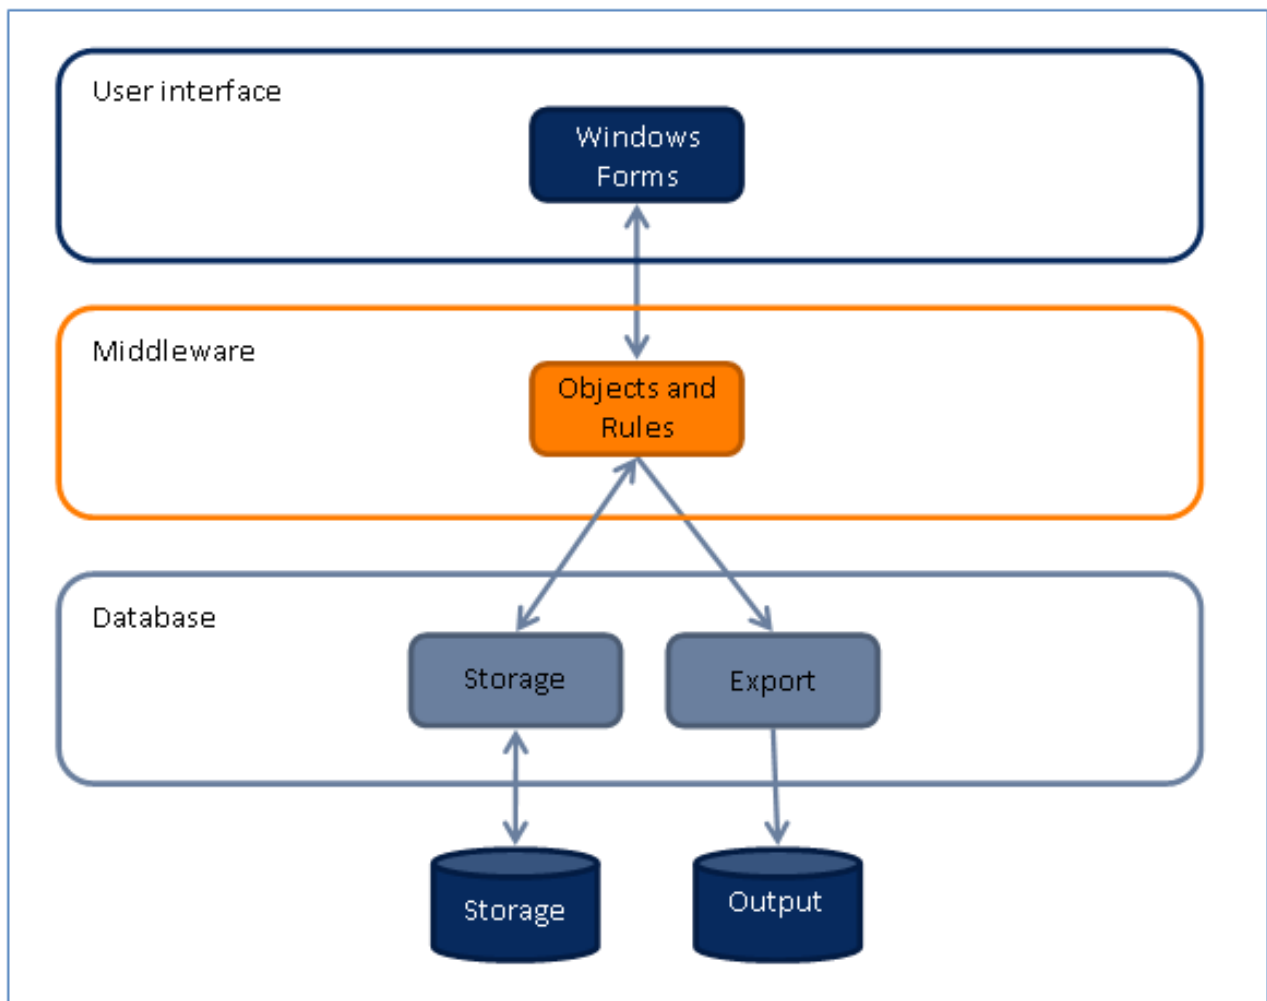 User interface
Windows
Forms
Middleware
Objects and
Rules
Database
Storage
Export
Storage
Output